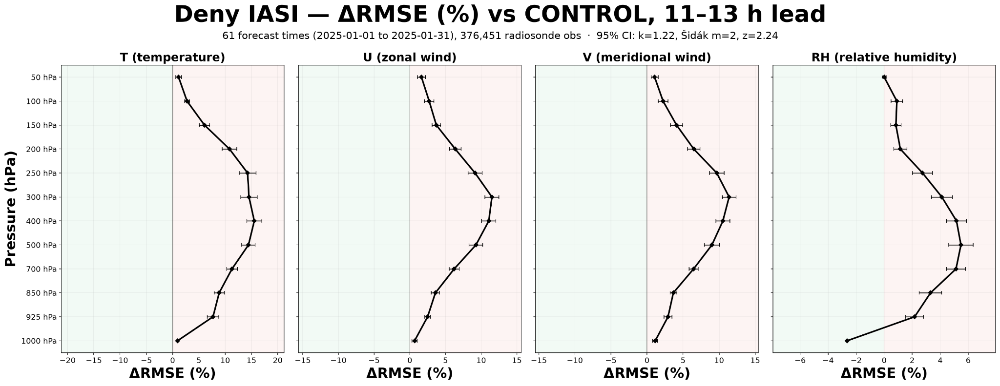 Deny IASI — ΔRMSE (%) vs CONTROL, 11–13 h lead
61 forecast times (2025-01-01 to 2025-01-31), 376,451 radiosonde obs · 95% CI: k=1.22, Šidák m=2, z=2.24
T (temperature)
U (zonal wind)
V (meridional wind)
RH (relative humidity)
Pressure (hPa)
50 hPa
100 hPa
150 hPa
200 hPa
250 hPa
300 hPa
400 hPa
500 hPa
700 hPa
850 hPa
925 hPa
1000 hPa
−20 −15 −10 −5 0 5 10 15 20
−15 −10 −5 0 5 10 15
−15 −10 −5 0 5 10 15
−6 −4 −2 0 2 4 6
ΔRMSE (%)
ΔRMSE (%)
ΔRMSE (%)
ΔRMSE (%)